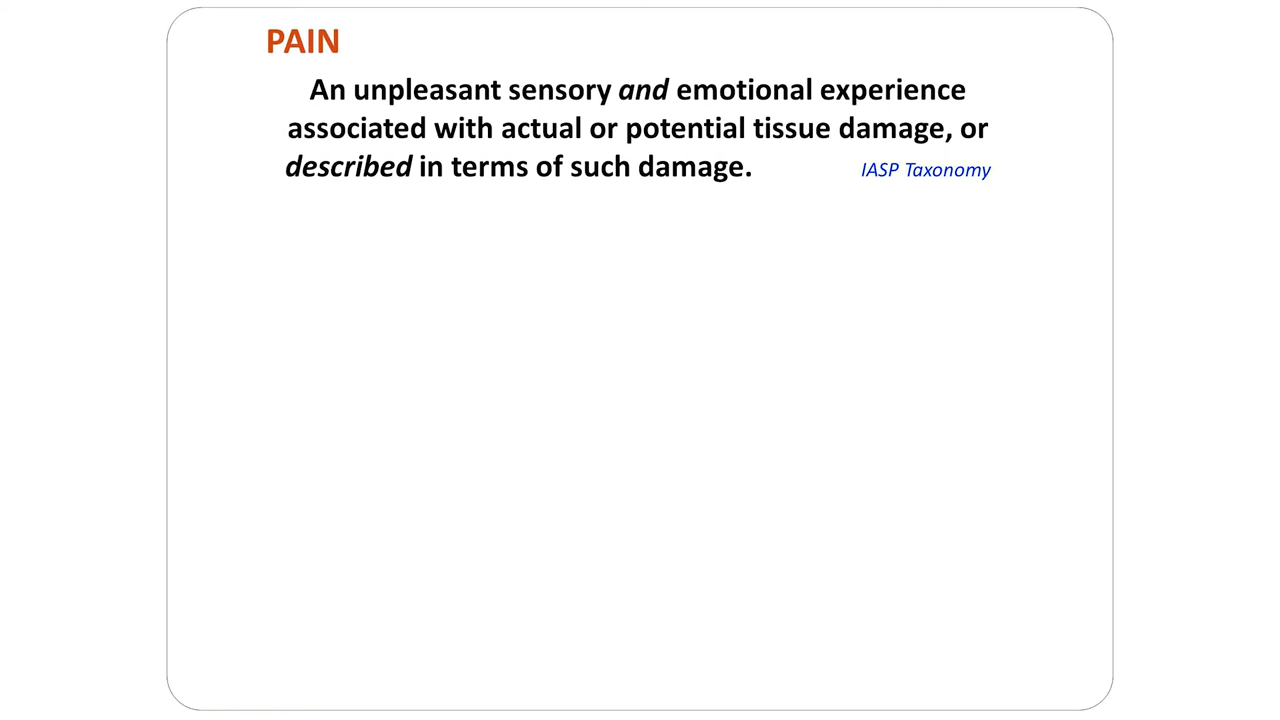 PAIN
An unpleasant sensory and emotional experience
associated with actual or potential tissue damage, or
described in terms of such damage. IASP Taxonomy